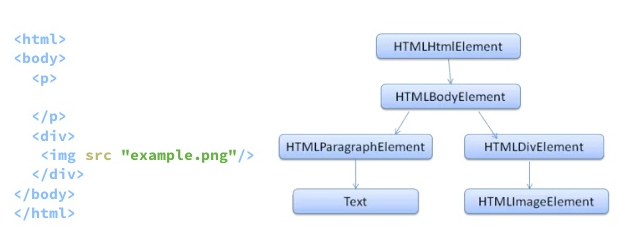 <html>
<body>
<p>
</p>
<div>
<img src "example.png"/>
</div>
</body>
</html>
HTMLHtmlElement
HTMLBodyElement
HTMLParagraphElement
HTMLDivElement
Text
HTMLImageElement